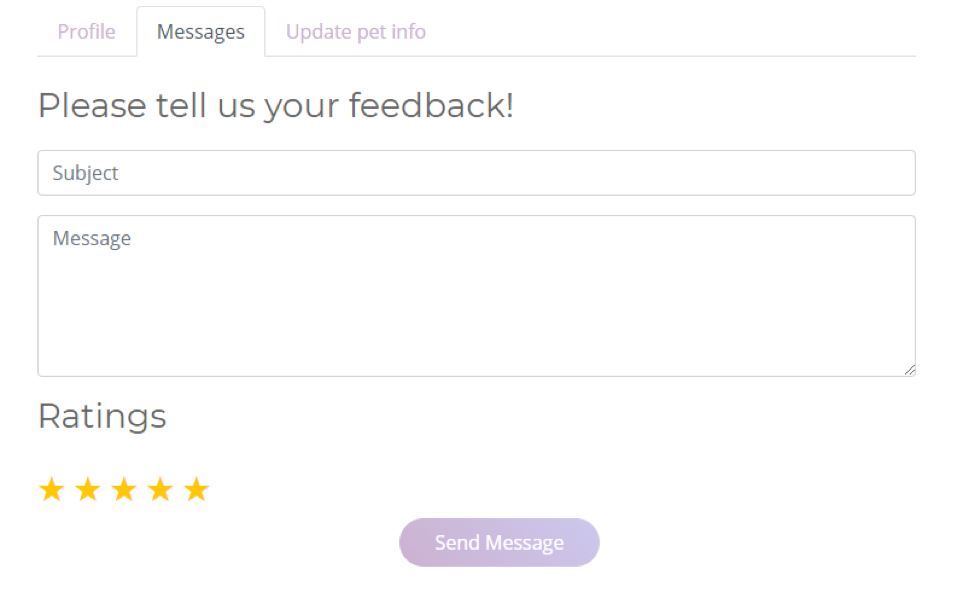 Profile Messages Update pet info
Please tell us your feedback!
Subject
Message
Ratings
Send Message